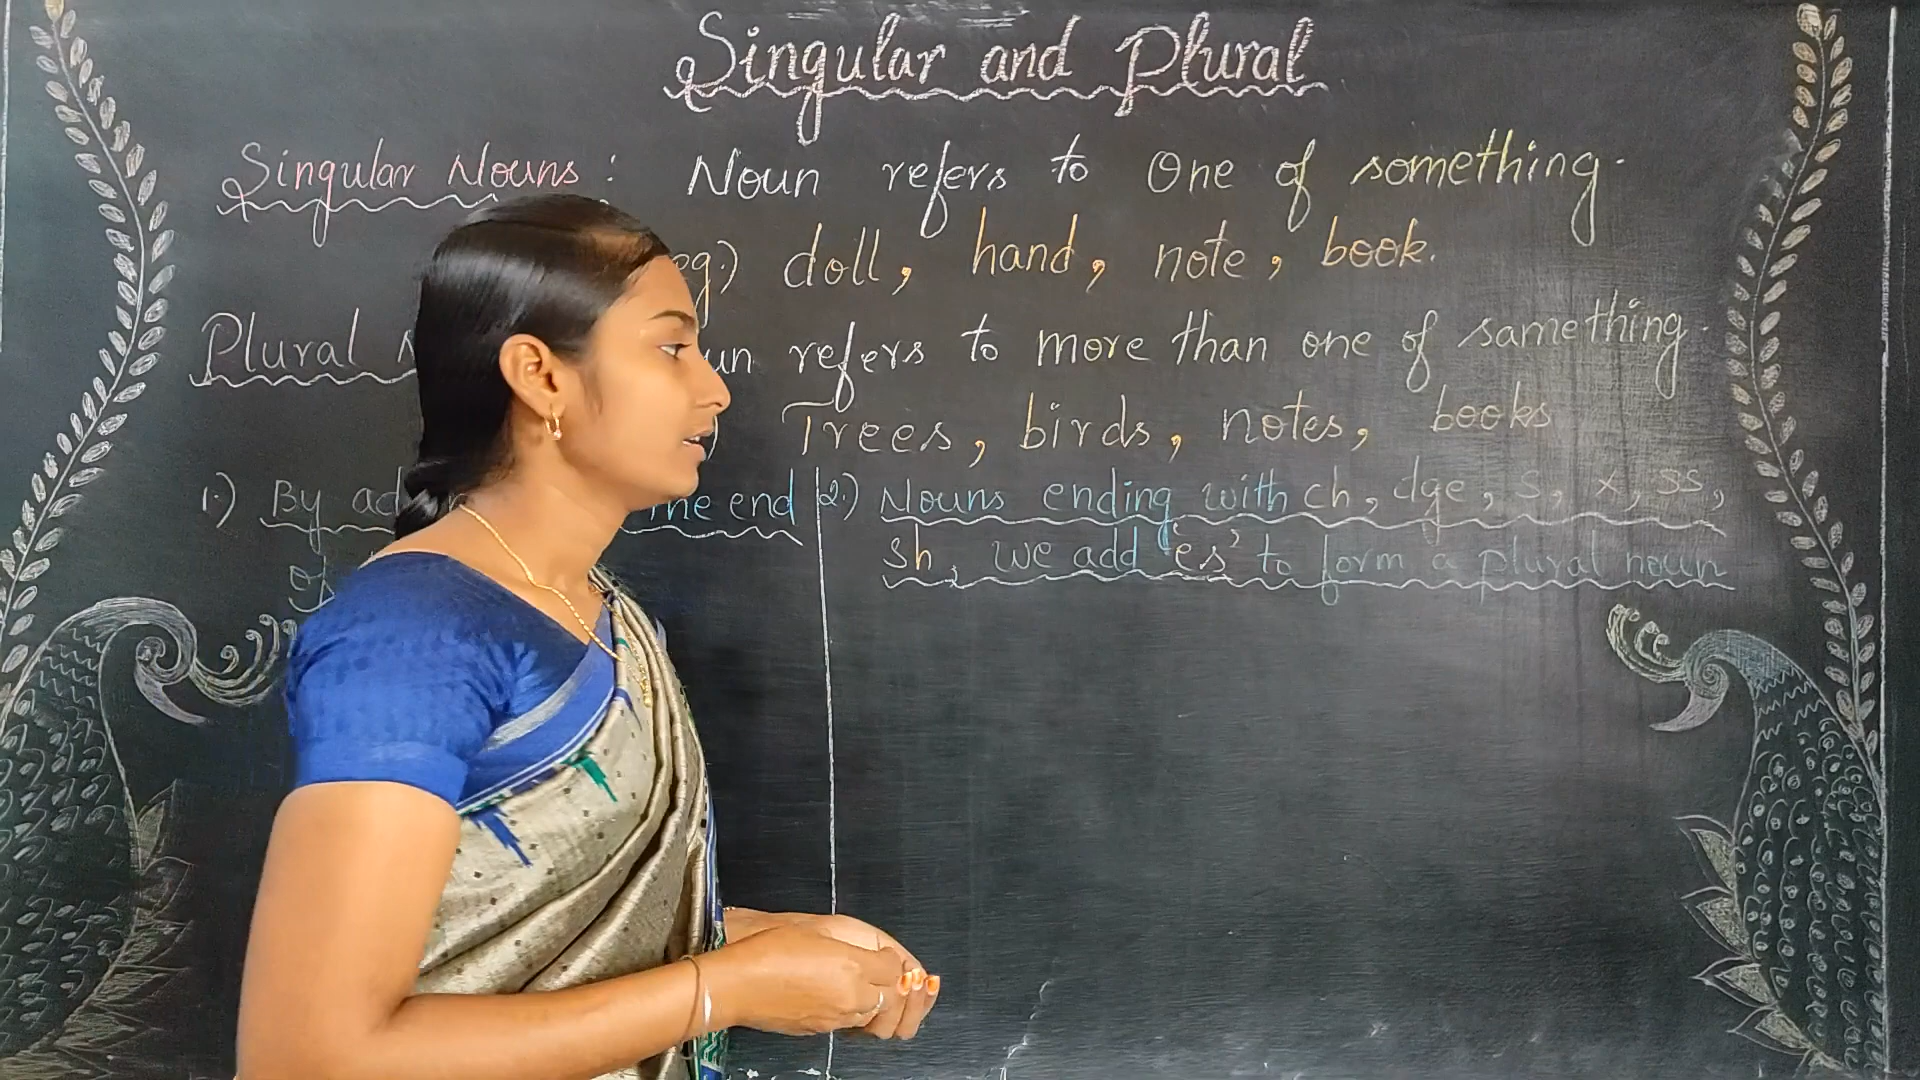 Singular and Plural
Singular Nouns : Noun refers to One of something.
eg.) doll, hand, note, book.
Plural refers to more than one of samething.
Trees, birds, notes, books
1.) By the end
of
2.) Nouns ending with ch, dge, s, x, ss,
sh, we add 'es' to form a plural noun